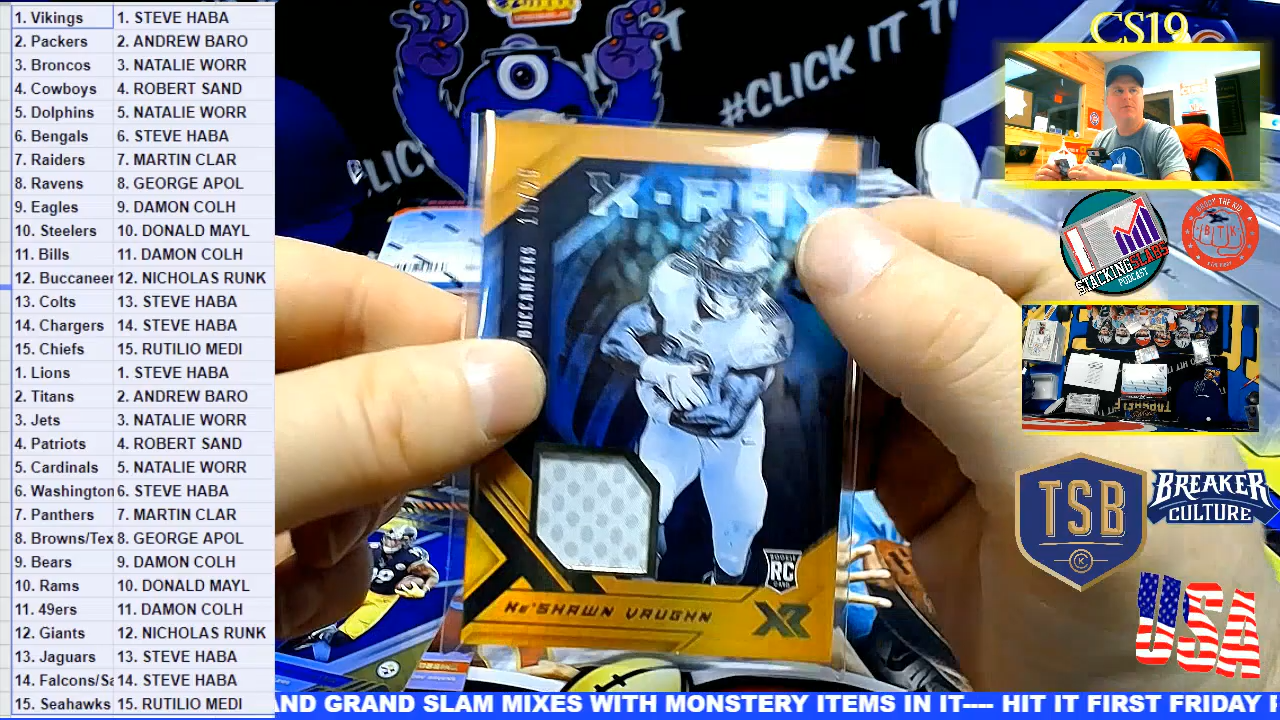 1. Vikings 1. STEVE HABA
2. Packers 2. ANDREW BARO
3. Broncos 3. NATALIE WORR
4. Cowboys 4. ROBERT SAND
5. Dolphins 5. NATALIE WORR
6. Bengals 6. STEVE HABA
7. Raiders 7. MARTIN CLAR
8. Ravens 8. GEORGE APOL
9. Eagles 9. DAMON COLH
10. Steelers 10. DONALD MAYL
11. Bills 11. DAMON COLH
12. Buccaneer 12. NICHOLAS RUNK
13. Colts 13. STEVE HABA
14. Chargers 14. STEVE HABA
15. Chiefs 15. RUTILIO MEDI
1. Lions 1. STEVE HABA
2. Titans 2. ANDREW BARO
3. Jets 3. NATALIE WORR
4. Patriots 4. ROBERT SAND
5. Cardinals 5. NATALIE WORR
6. Washington 6. STEVE HABA
7. Panthers 7. MARTIN CLAR
8. Browns/Tex 8. GEORGE APOL
9. Bears 9. DAMON COLH
10. Rams 10. DONALD MAYL
11. 49ers 11. DAMON COLH
12. Giants 12. NICHOLAS RUNK
13. Jaguars 13. STEVE HABA
14. Falcons/Sa 14. STEVE HABA
15. Seahawks 15. RUTILIO MEDI
#CLICK IT TO
X-RAY
BUCCANEERS
Ke'SHAWN VAUGHN
ROOKIE
RC
CARD
XR
CS19
STACKING SLABS
PODCAST
BRODY THE KID
BTK
TSB
BREAKER
CULTURE
USA
AND GRAND SLAM MIXES WITH MONSTERY ITEMS IN IT---- HIT IT FIRST FRIDAY